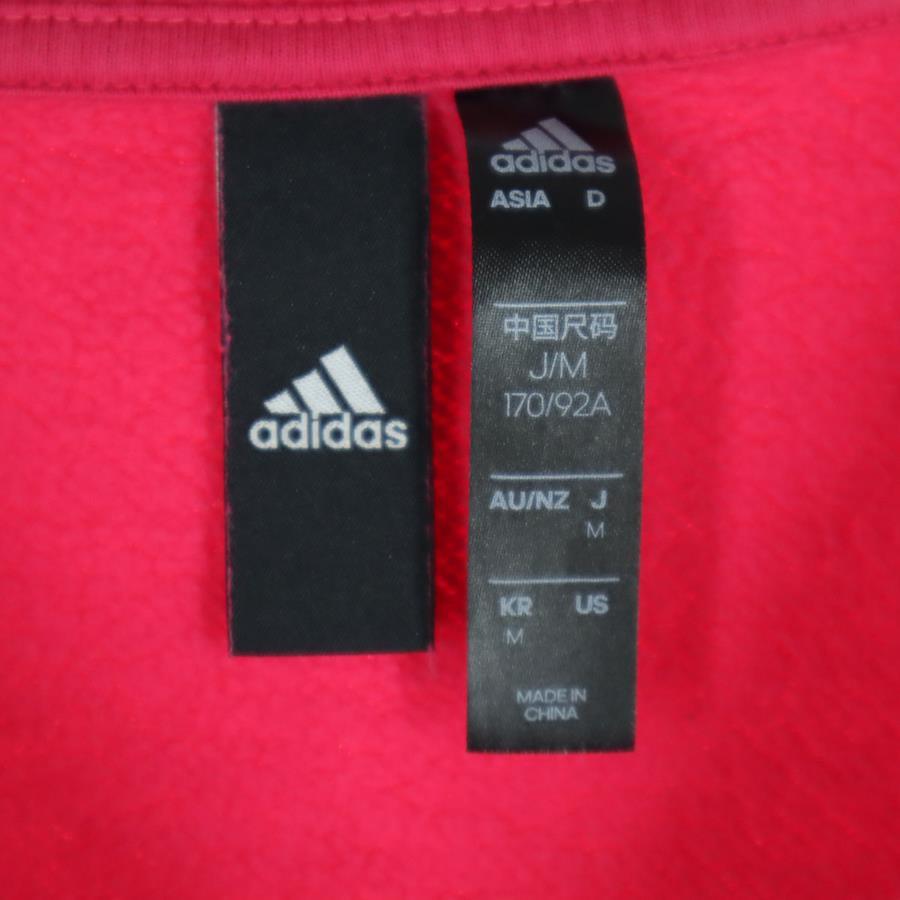 adidas
adidas
ASIA D
中国尺码
J/M
170/92A
AU/NZ J
M
KR US
M
MADE IN
CHINA